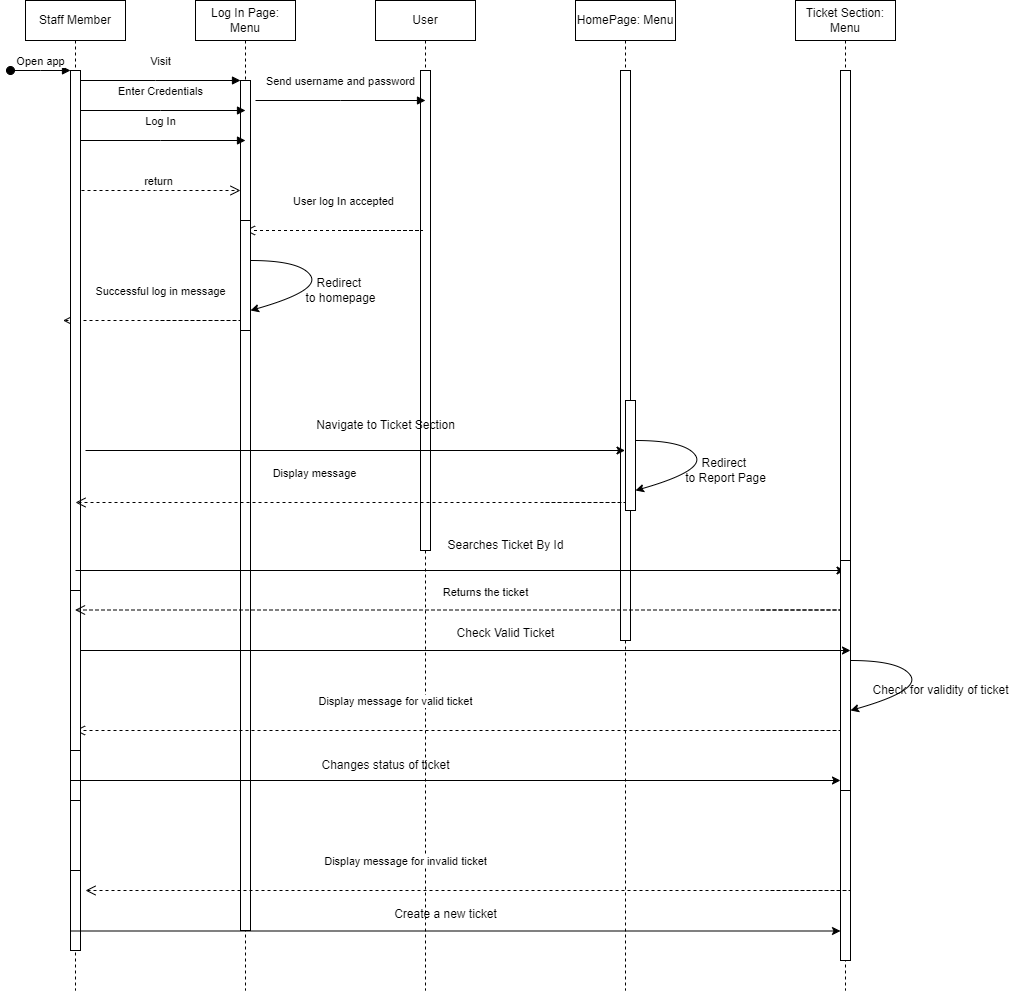 Staff Member
Log In Page:
Menu
User
HomePage: Menu
Ticket Section:
Menu
Open app
Visit
Send username and password
Enter Credentials
Log In
return
User log In accepted
Redirect
to homepage
Successful log in message
Navigate to Ticket Section
Redirect
to Report Page
Display message
Searches Ticket By Id
Returns the ticket
Check Valid Ticket
Check for validity of ticket
Display message for valid ticket
Changes status of ticket
Display message for invalid ticket
Create a new ticket